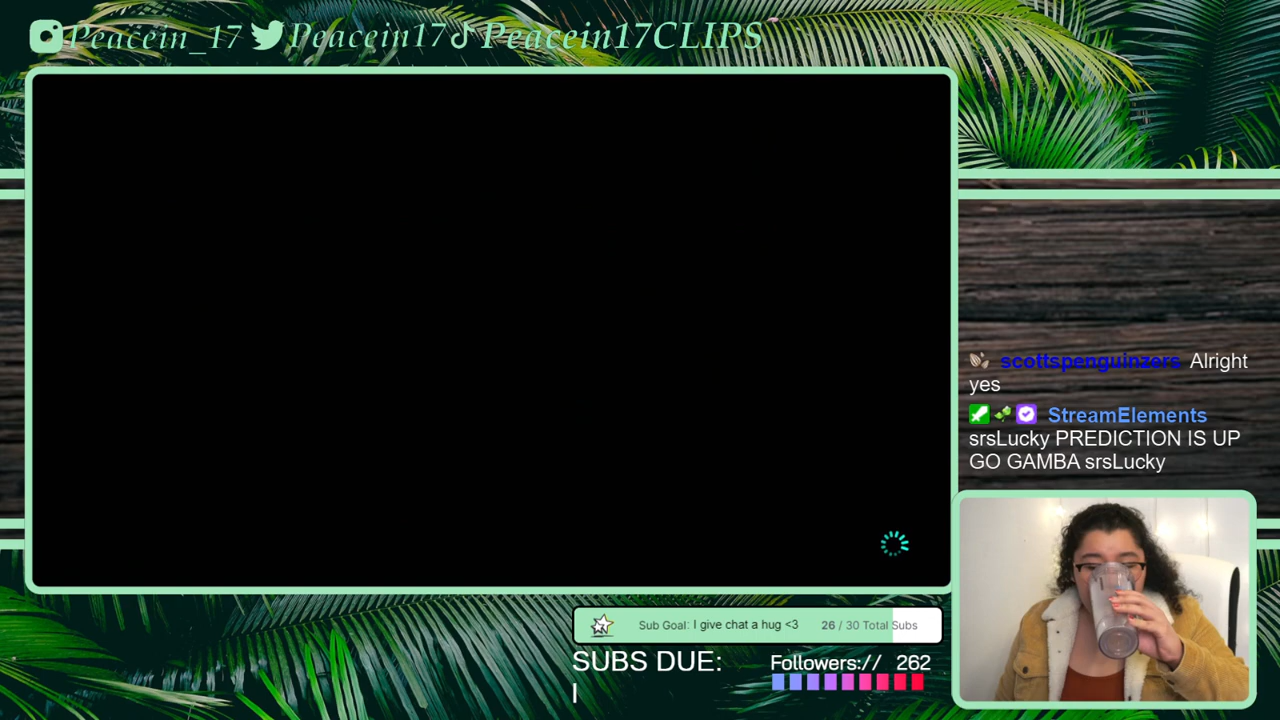 Peacein_17 Peacein17 Peacein17CLIPS
scottspenguinzers Alright
yes
StreamElements
srsLucky PREDICTION IS UP
GO GAMBA srsLucky
Sub Goal: I give chat a hug <3 26 / 30 Total Subs
SUBS DUE:
I
Followers:// 262